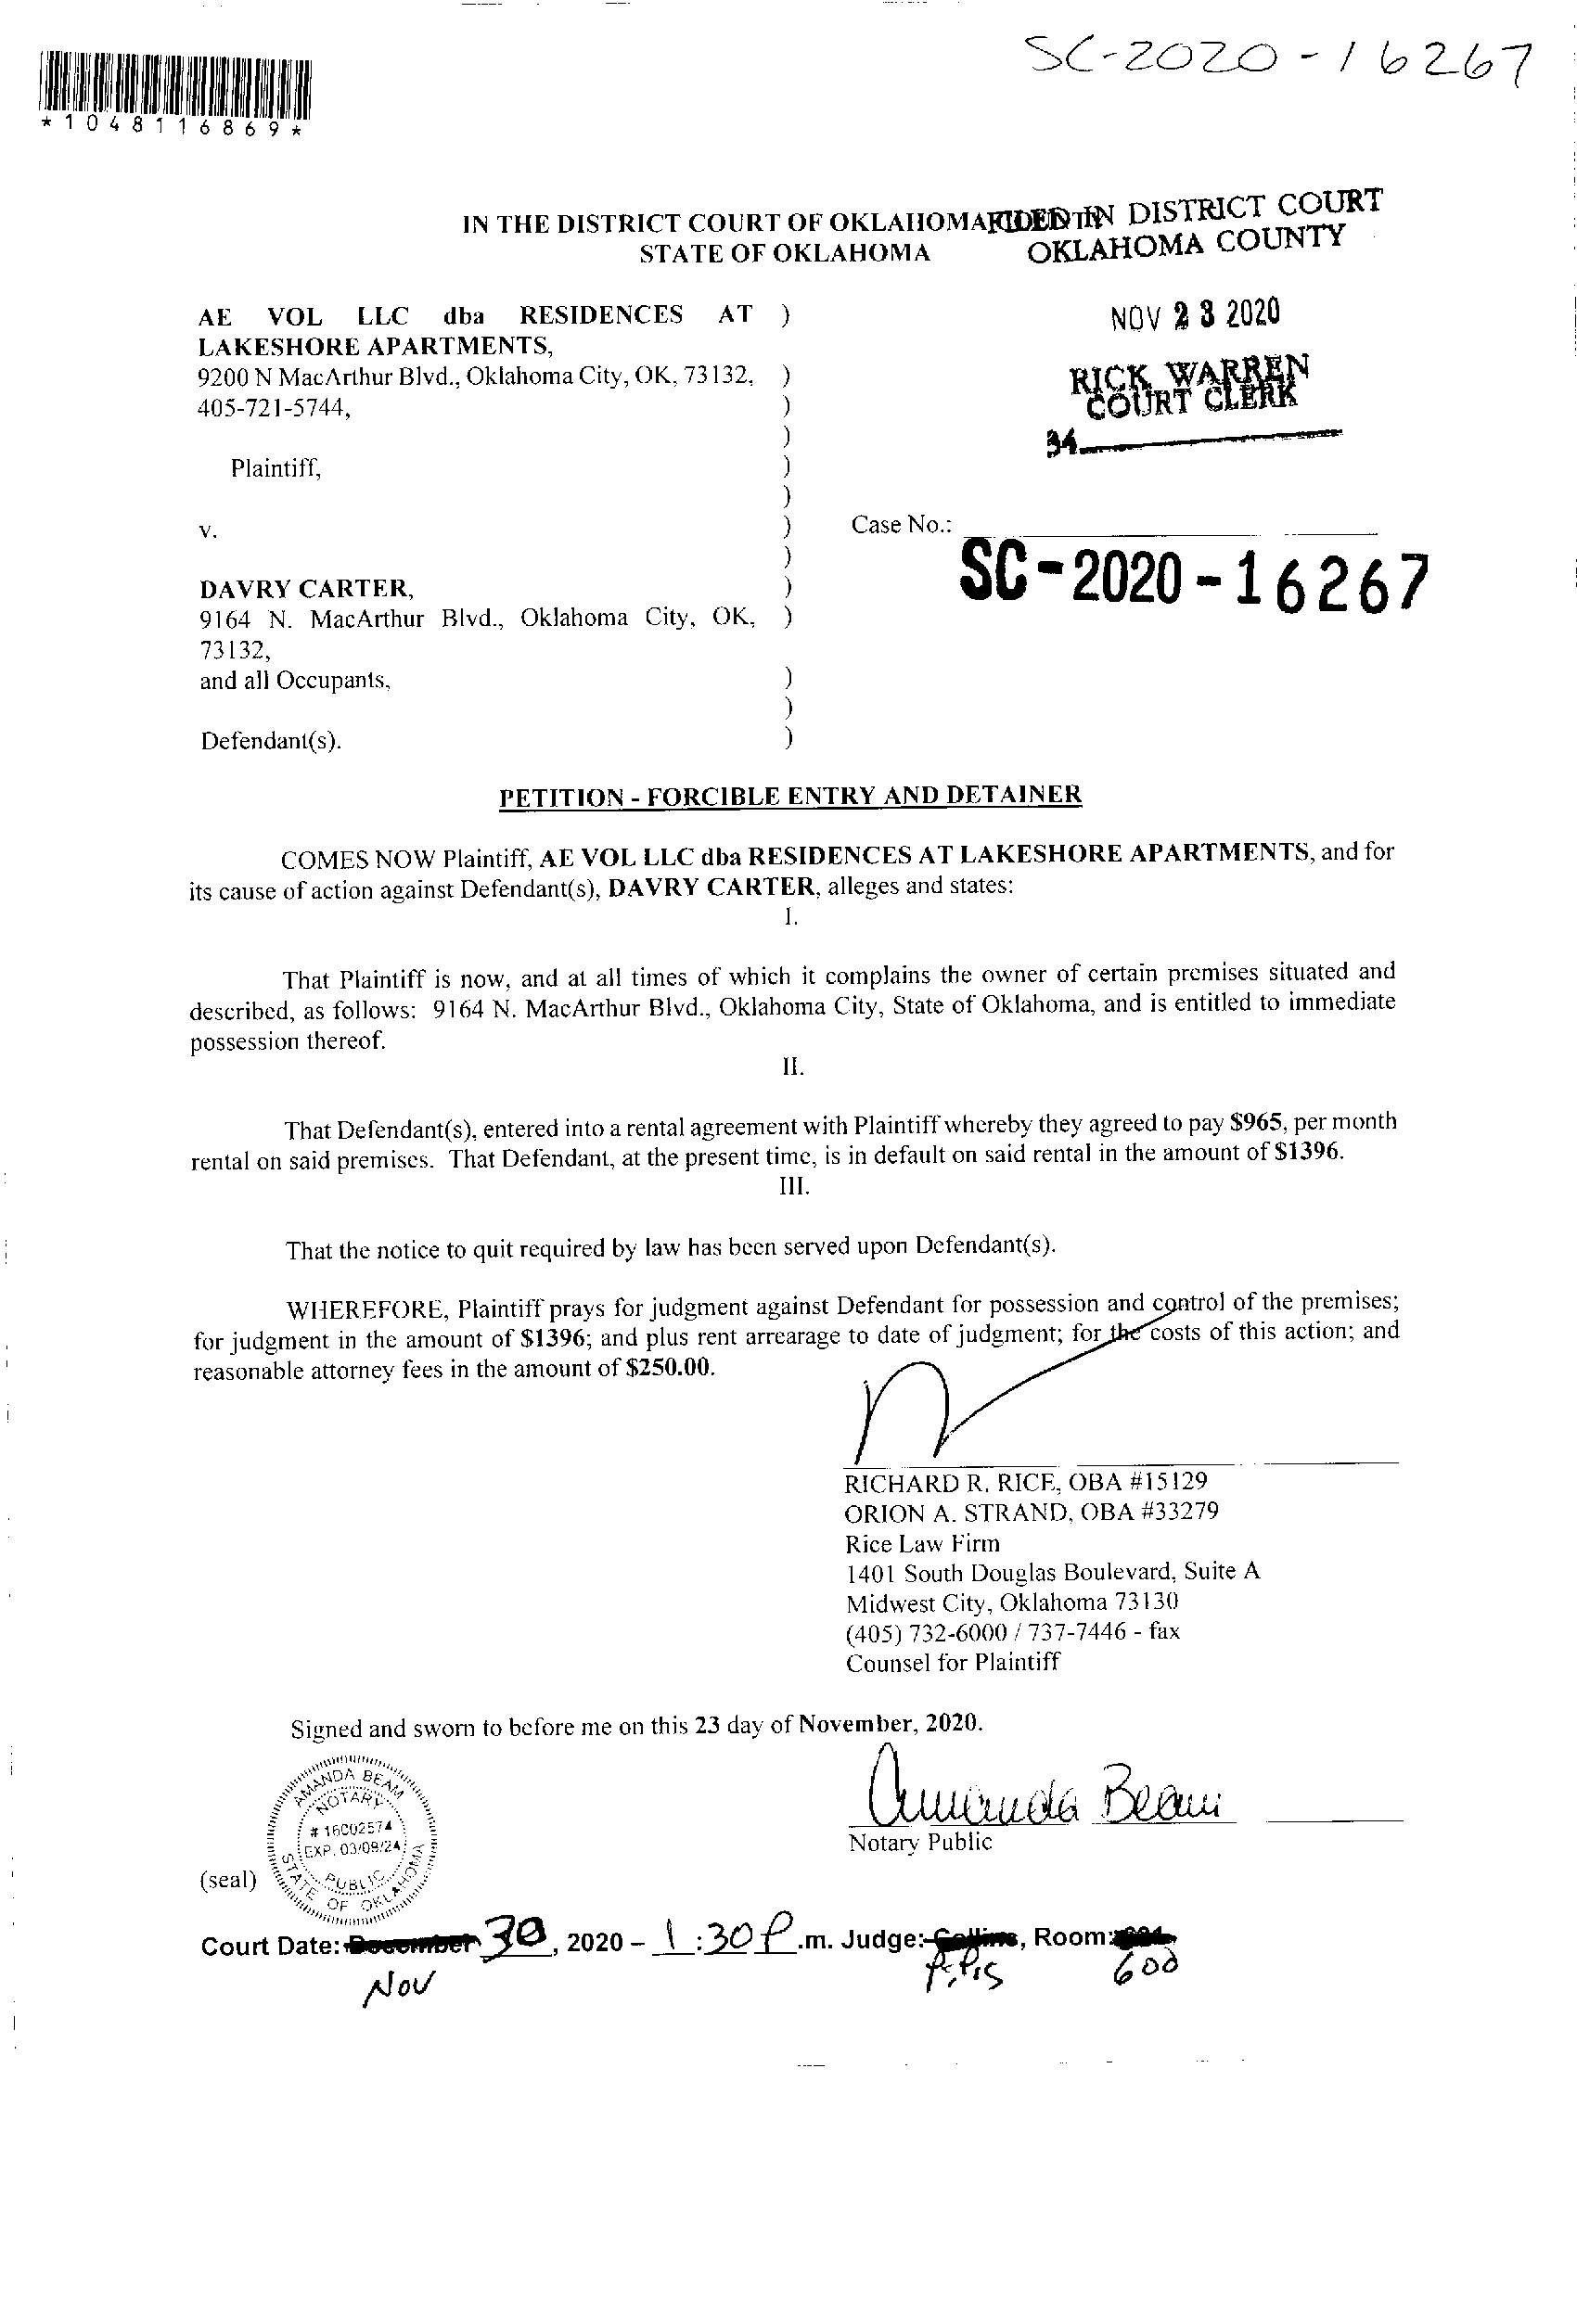 SC-2020-16267
*1048116869*
IN THE DISTRICT COURT OF OKLAHOMA
FILED IN DISTRICT COURT
STATE OF OKLAHOMA
OKLAHOMA COUNTY
AE VOL LLC dba RESIDENCES AT )
NOV 23 2020
LAKESHORE APARTMENTS,
9200 N MacArthur Blvd., Oklahoma City, OK, 73132, )
RICK WARREN
COURT CLERK
405-721-5744, )
)
34
Plaintiff, )
)
v. ) Case No.:
)
SC-2020-16267
DAVRY CARTER, )
9164 N. MacArthur Blvd., Oklahoma City, OK, )
73132,
and all Occupants, )
)
Defendant(s). )
PETITION - FORCIBLE ENTRY AND DETAINER
COMES NOW Plaintiff, AE VOL LLC dba RESIDENCES AT LAKESHORE APARTMENTS, and for
its cause of action against Defendant(s), DAVRY CARTER, alleges and states:
I.
That Plaintiff is now, and at all times of which it complains the owner of certain premises situated and
described, as follows: 9164 N. MacArthur Blvd., Oklahoma City, State of Oklahoma, and is entitled to immediate
possession thereof.
II.
That Defendant(s), entered into a rental agreement with Plaintiff whereby they agreed to pay $965, per month
rental on said premises. That Defendant, at the present time, is in default on said rental in the amount of $1396.
III.
That the notice to quit required by law has been served upon Defendant(s).
WHEREFORE, Plaintiff prays for judgment against Defendant for possession and control of the premises;
for judgment in the amount of $1396; and plus rent arrearage to date of judgment; for the costs of this action; and
reasonable attorney fees in the amount of $250.00.
RICHARD R. RICE, OBA #15129
ORION A. STRAND, OBA #33279
Rice Law Firm
1401 South Douglas Boulevard, Suite A
Midwest City, Oklahoma 73130
(405) 732-6000 / 737-7446 - fax
Counsel for Plaintiff
Signed and sworn to before me on this 23 day of November, 2020.
AMANDA BEAM
NOTARY
# 16002574
EXP. 03/09/24
PUBLIC
STATE OF OKLAHOMA
Amanda Beam
Notary Public
(seal)
Court Date: December 30, 2020 – 1:30 P.m. Judge: Collins, Room:
Nov 600